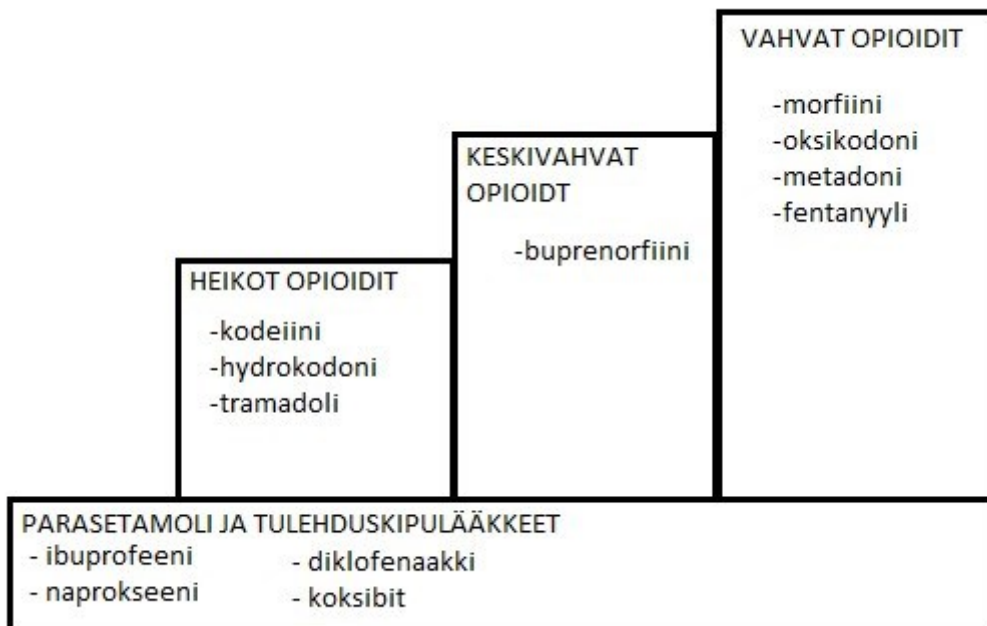 VAHVAT OPIOIDIT
-morfiini
-oksikodoni
-metadoni
-fentanyyli
KESKIVAHVAT
OPIOIDT
-buprenorfiini
HEIKOT OPIOIDIT
-kodeiini
-hydrokodoni
-tramadoli
PARASETAMOLI JA TULEHDUSKIPULÄÄKKEET
- ibuprofeeni
- naprokseeni
- diklofenaakki
- koksibit